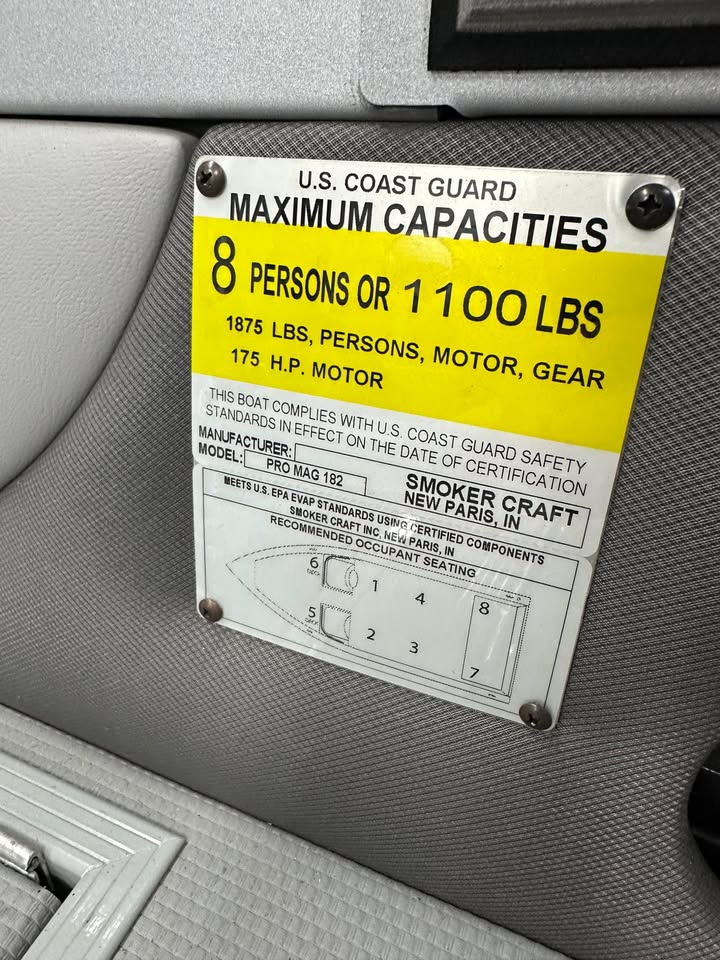 U.S. COAST GUARD
MAXIMUM CAPACITIES
8 PERSONS OR 1100 LBS
1875 LBS, PERSONS, MOTOR, GEAR
175 H.P. MOTOR
THIS BOAT COMPLIES WITH U.S. COAST GUARD SAFETY
STANDARDS IN EFFECT ON THE DATE OF CERTIFICATION
MANUFACTURER:
MODEL: PRO MAG 182
SMOKER CRAFT
NEW PARIS, IN
MEETS U.S. EPA EVAP STANDARDS USING CERTIFIED COMPONENTS
SMOKER CRAFT INC, NEW PARIS, IN
RECOMMENDED OCCUPANT SEATING
6 1 4 8
5 2 3 7